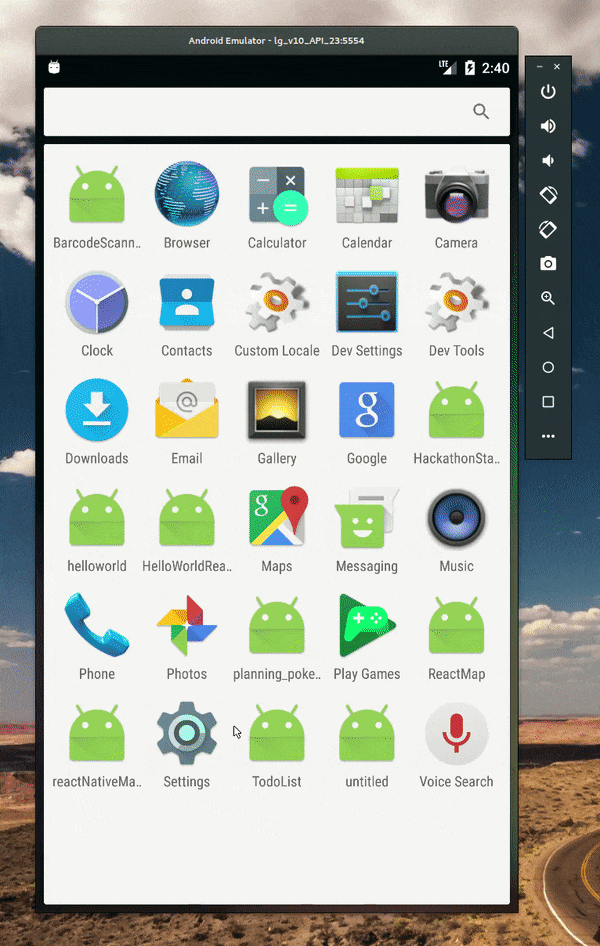 Android Emulator - lg_v10_API_23:5554
LTE 2:40
BarcodeScann.. Browser Calculator Calendar Camera
Clock Contacts Custom Locale Dev Settings Dev Tools
Downloads Email Gallery Google HackathonSta..
helloworld HelloWorldRea.. Maps Messaging Music
Phone Photos planning_poke.. Play Games ReactMap
reactNativeMa.. Settings TodoList untitled Voice Search